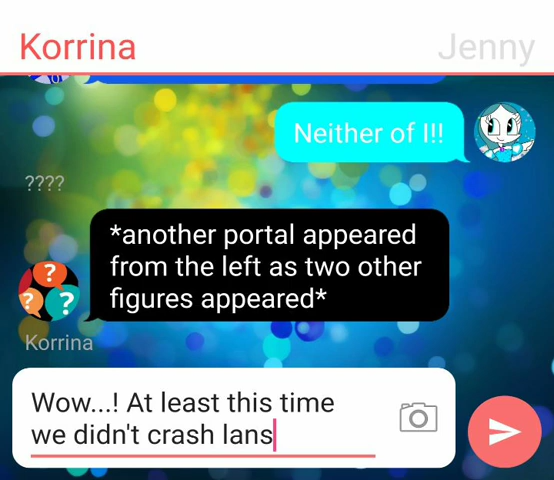 Korrina Jenny
Neither of I!!
????
*another portal appeared
from the left as two other
figures appeared*
? ? ?
Korrina
Wow...! At least this time
we didn't crash lans